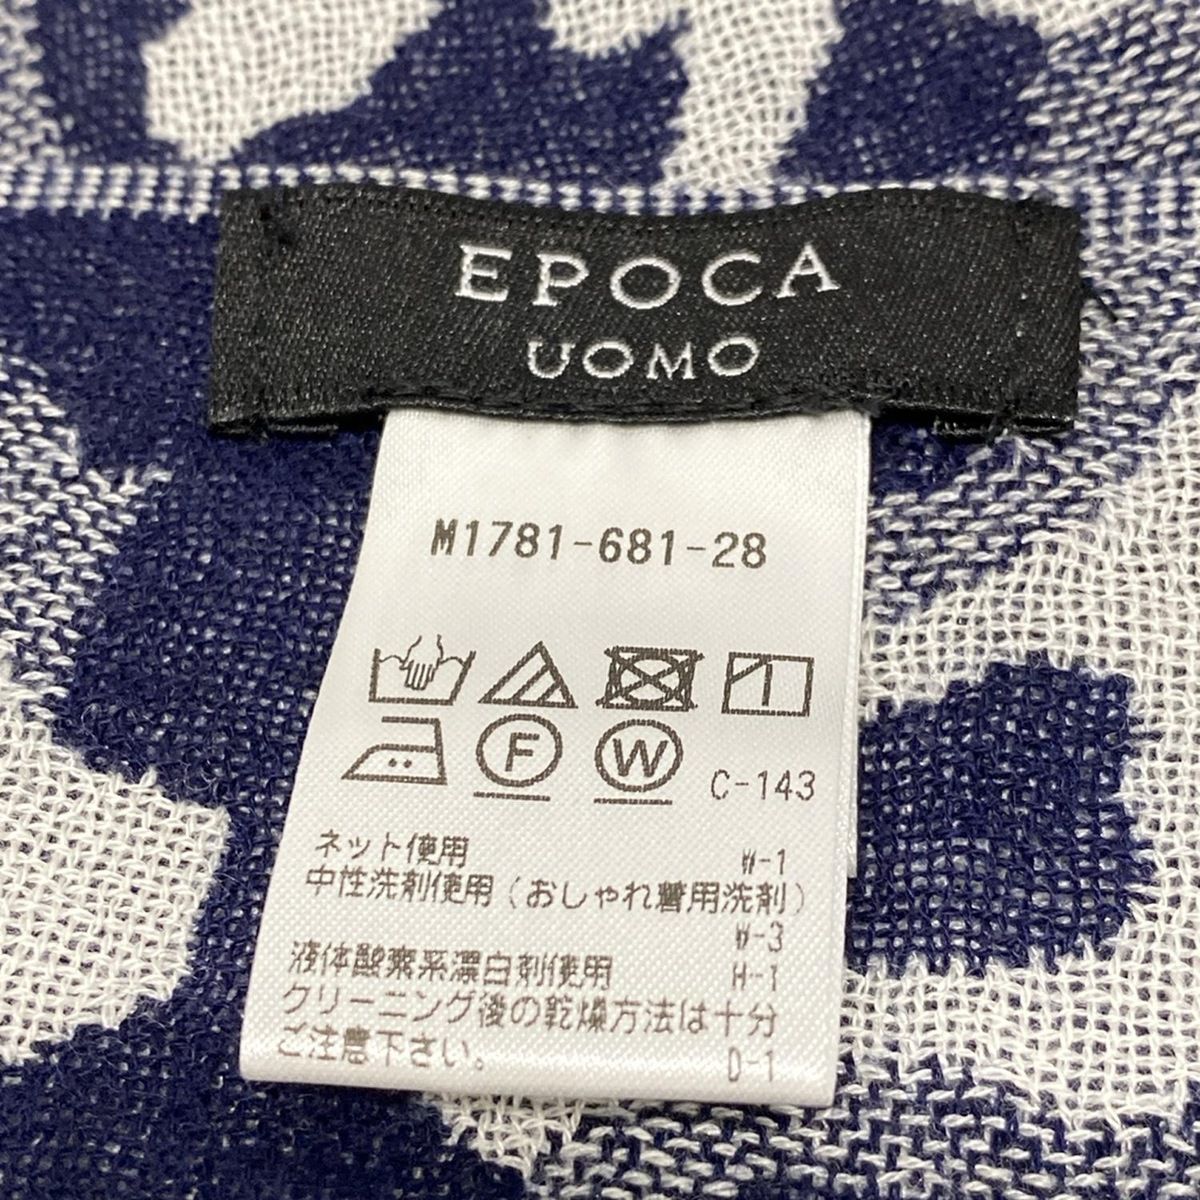 EPOCA
UOMO
M1781-681-28
F W C-143
ネット使用 W-1
中性洗剤使用(おしゃれ着用洗剤)
W-3
液体酸素系漂白剤使用 H-1
クリーニング後の乾燥方法は十分
ご注意下さい。 D-1